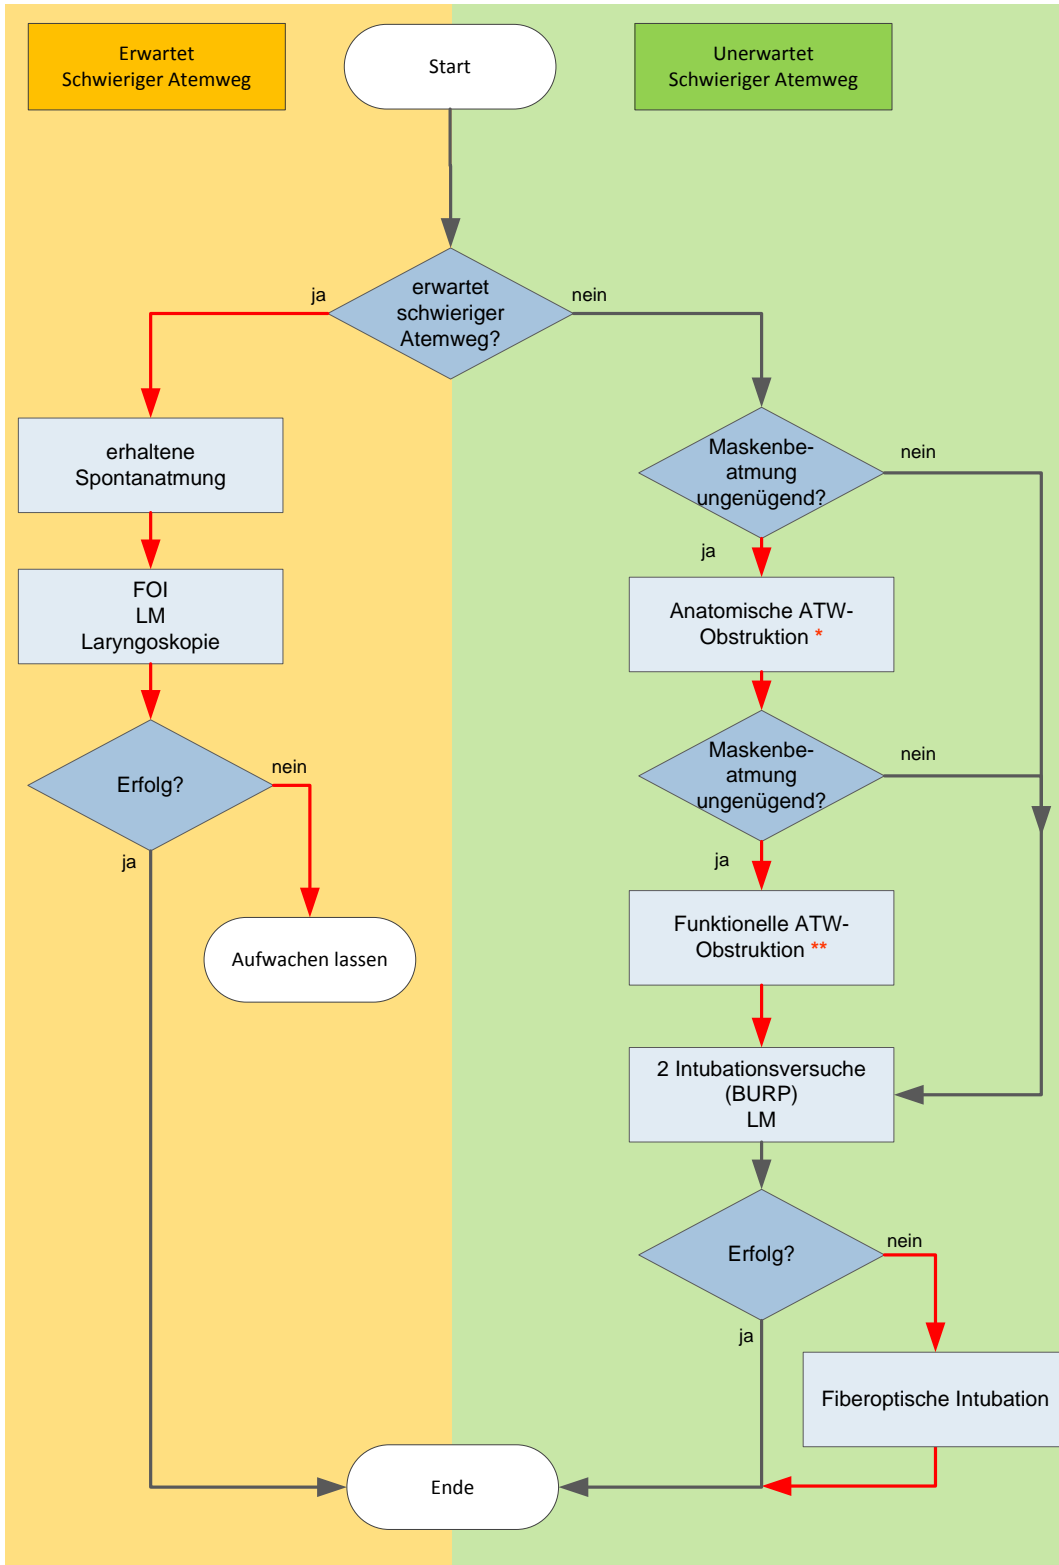 Erwartet
Schwieriger Atemweg
Start
Unerwartet
Schwieriger Atemweg
erwartet
schwieriger
Atemweg?
ja
nein
erhaltene
Spontanatmung
Maskenbe-
atmung
ungenügend?
nein
ja
FOI
LM
Laryngoskopie
Anatomische ATW-
Obstruktion *
Erfolg?
nein
ja
Maskenbe-
atmung
ungenügend?
nein
ja
Aufwachen lassen
Funktionelle ATW-
Obstruktion **
2 Intubationsversuche
(BURP)
LM
Erfolg?
nein
ja
Fiberoptische Intubation
Ende